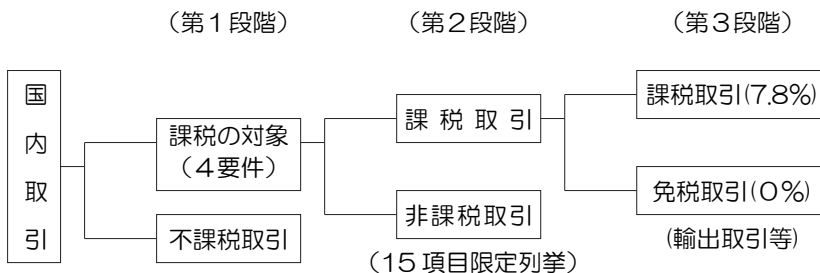 （第１段階）
（第２段階）
（第３段階）
国内取引
課税の対象
（４要件）
不課税取引
課税取引
非課税取引
（15項目限定列挙）
課税取引(7.8%)
免税取引(０%)
(輸出取引等)